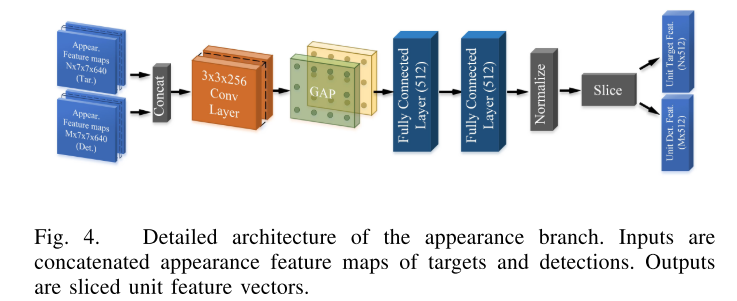 Appear.
Feature maps
Nx7x7x640
(Tar.)
Appear.
Feature maps
Mx7x7x640
(Det.)
Concat
3x3x256
Conv
Layer
GAP
Fully Connected
Layer (512)
Fully Connected
Layer (512)
Normalize
Slice
Unit Target Feat.
(Nx512)
Unit Det. Feat.
(Mx512)
Fig. 4. Detailed architecture of the appearance branch. Inputs are
concatenated appearance feature maps of targets and detections. Outputs
are sliced unit feature vectors.